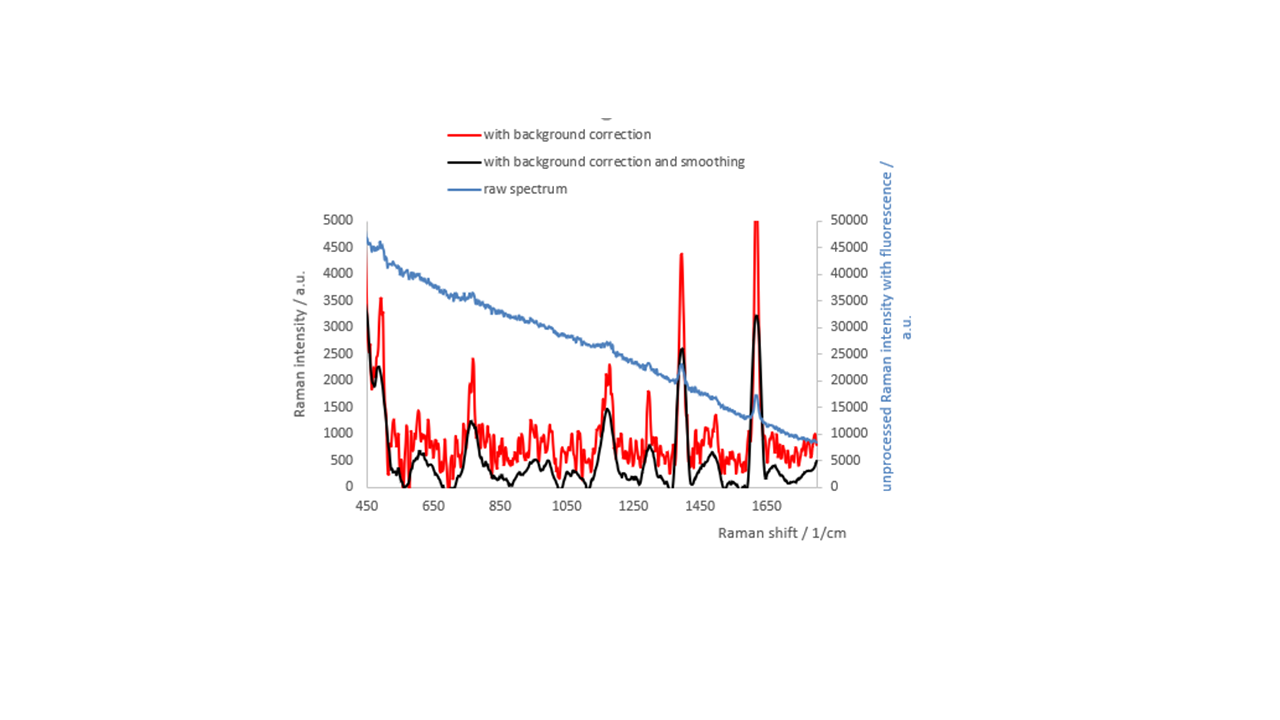 with background correction
with background correction and smoothing
raw spectrum
Raman intensity / a.u.
5000
4500
4000
3500
3000
2500
2000
1500
1000
500
0
450 650 850 1050 1250 1450 1650
Raman shift / 1/cm
50000
45000
40000
35000
30000
25000
20000
15000
10000
5000
0
unprocessed Raman intensity with fluorescence /
a.u.